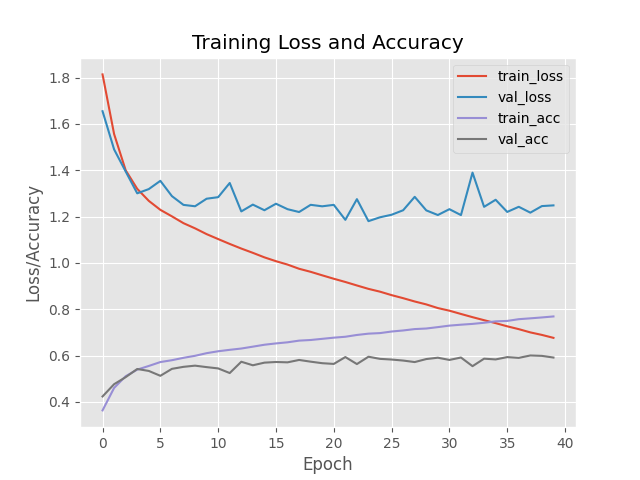 Training Loss and Accuracy
train_loss
val_loss
train_acc
val_acc
Loss/Accuracy
1.8
1.6
1.4
1.2
1.0
0.8
0.6
0.4
0 5 10 15 20 25 30 35 40
Epoch